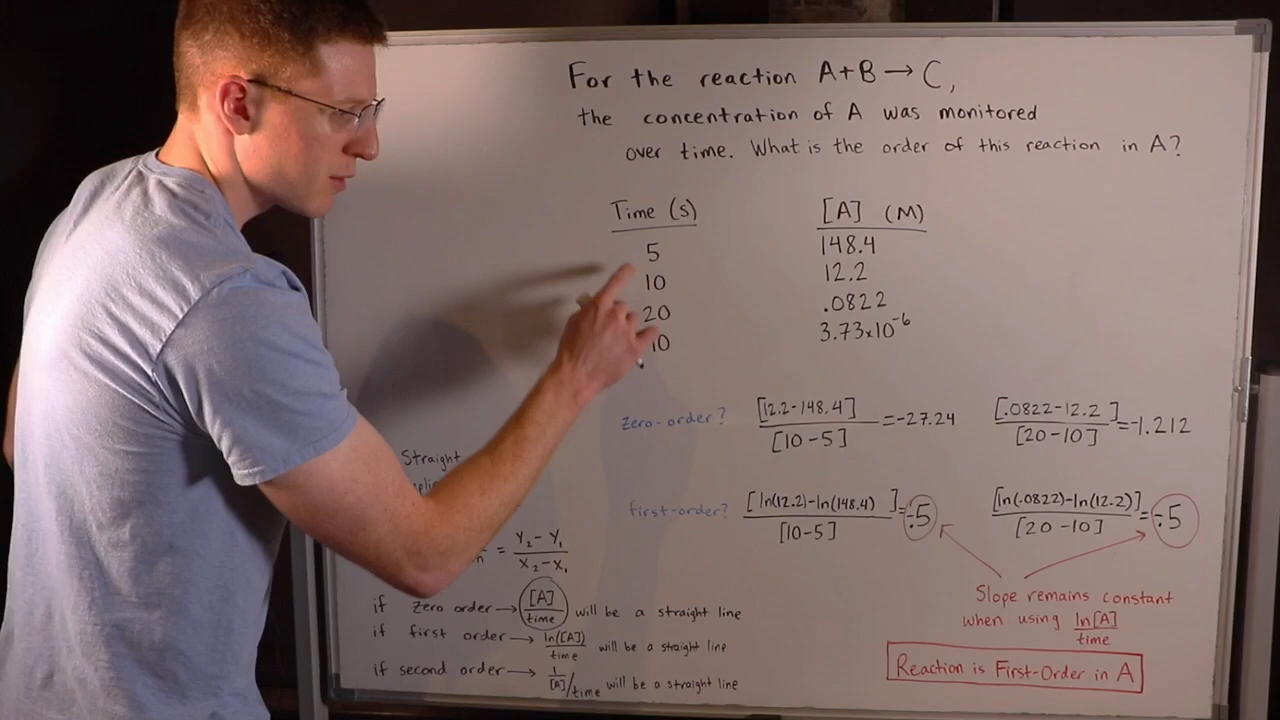 For the reaction A+B → C,
the concentration of A was monitored
over time. What is the order of this reaction in A?
Time (s) [A] (M)
5 148.4
10 12.2
20 .0822
10 3.73x10⁻⁶
zero-order? [12.2-148.4] / [10-5] = -27.24 [.0822-12.2] / [20-10] = -1.212
first-order? [ln(12.2)-ln(148.4)] / [10-5] = -.5 [ln(.0822)-ln(12.2)] / [20-10] = -.5
Straight
= Y₂-Y₁ / X₂-X₁
if zero order → [A]/time will be a straight line
if first order → ln([A])/time will be a straight line
if second order → 1/[A]/time will be a straight line
Slope remains constant
when using ln[A]/time
Reaction is First-Order in A